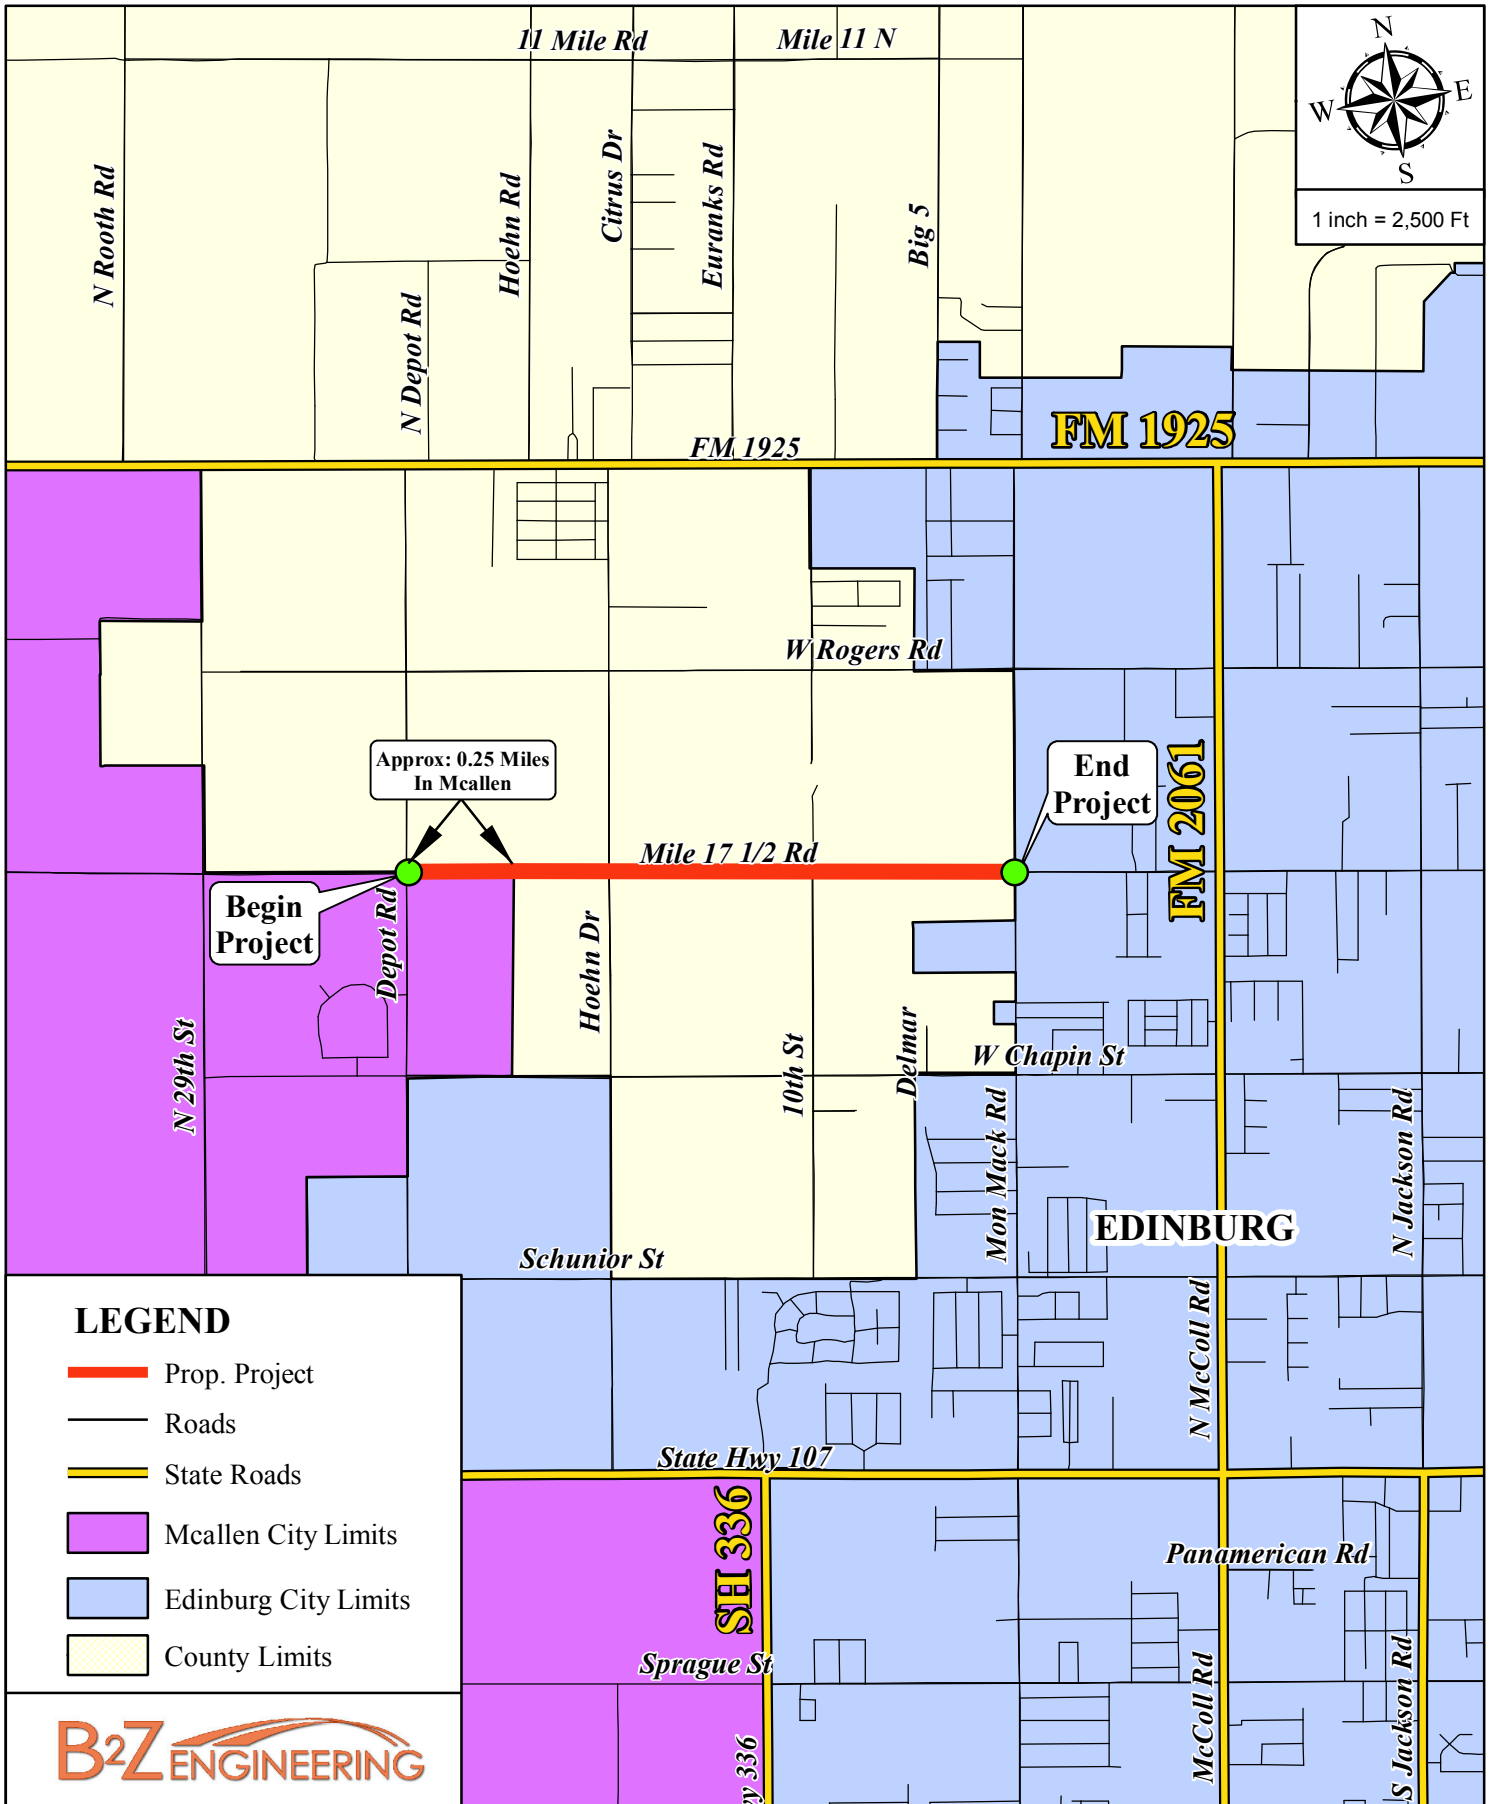 11 Mile Rd
Mile 11 N
N
W
E
S
1 inch = 2,500 Ft
N Rooth Rd
Hoehn Rd
Citrus Dr
Euranks Rd
Big 5
N Depot Rd
FM 1925
FM 1925
W Rogers Rd
Approx: 0.25 Miles
In Mcallen
End
Project
FM 2061
Mile 17 1/2 Rd
Begin
Project
Depot Rd
Hoehn Dr
N 29th St
10th St
Delmar
W Chapin St
Mon Mack Rd
N Jackson Rd
EDINBURG
Schunior St
N McColl Rd
LEGEND
Prop. Project
Roads
State Roads
Mcallen City Limits
Edinburg City Limits
County Limits
State Hwy 107
SH 336
Panamerican Rd
Sprague St
McColl Rd
S Jackson Rd
336
B2Z ENGINEERING